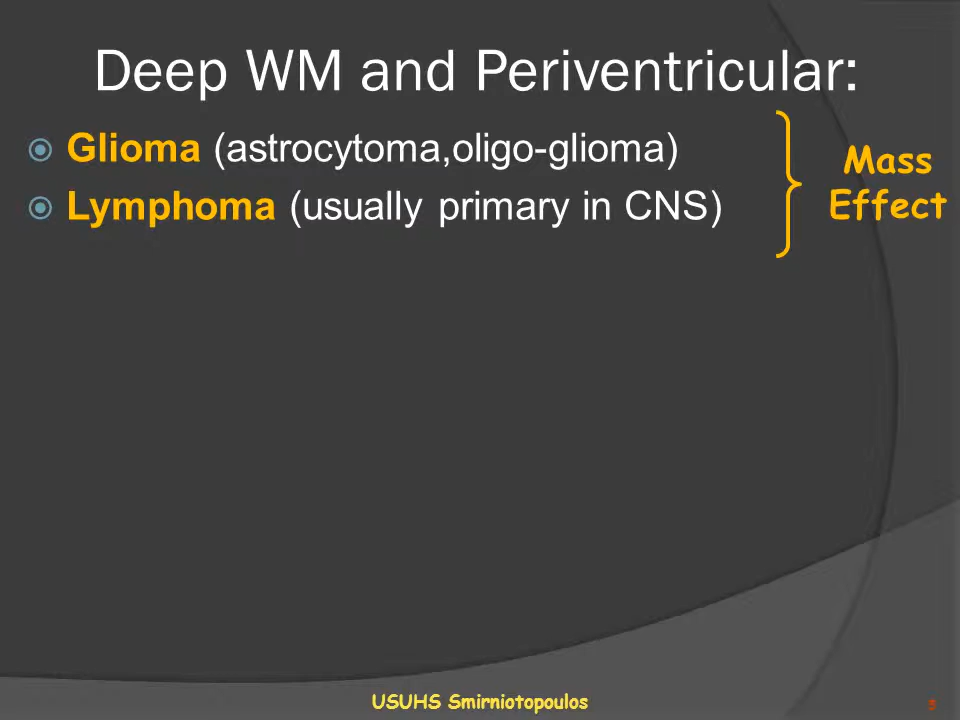 Deep WM and Periventricular:
Glioma (astrocytoma,oligo-glioma)
Lymphoma (usually primary in CNS)
Mass
Effect
USUHS Smirniotopoulos